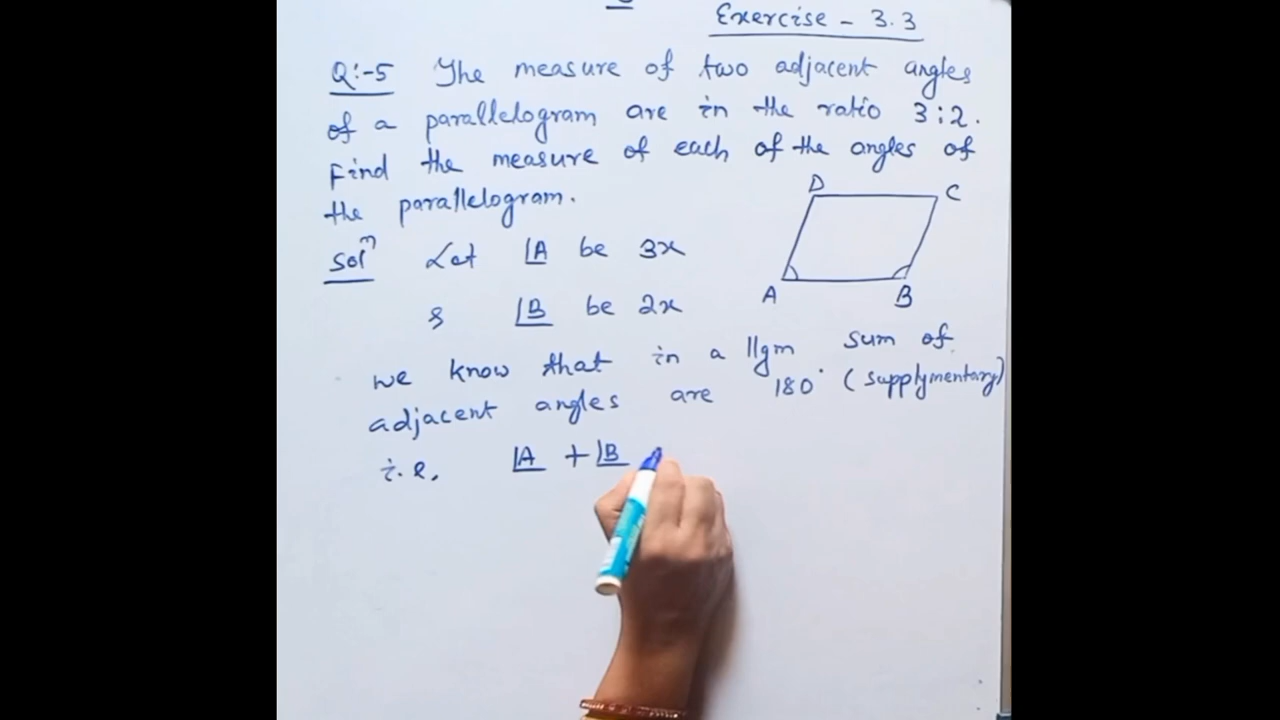 Exercise - 3.3
Q:-5 The measure of two adjacent angles
of a parallelogram are in the ratio 3:2.
Find the measure of each of the angles of
the parallelogram.
D C
Solⁿ Let ∠A be 3x
A B
& ∠B be 2x
we know that in a ||gm sum of
adjacent angles are 180° (supplymentary)
i.e. ∠A + ∠B